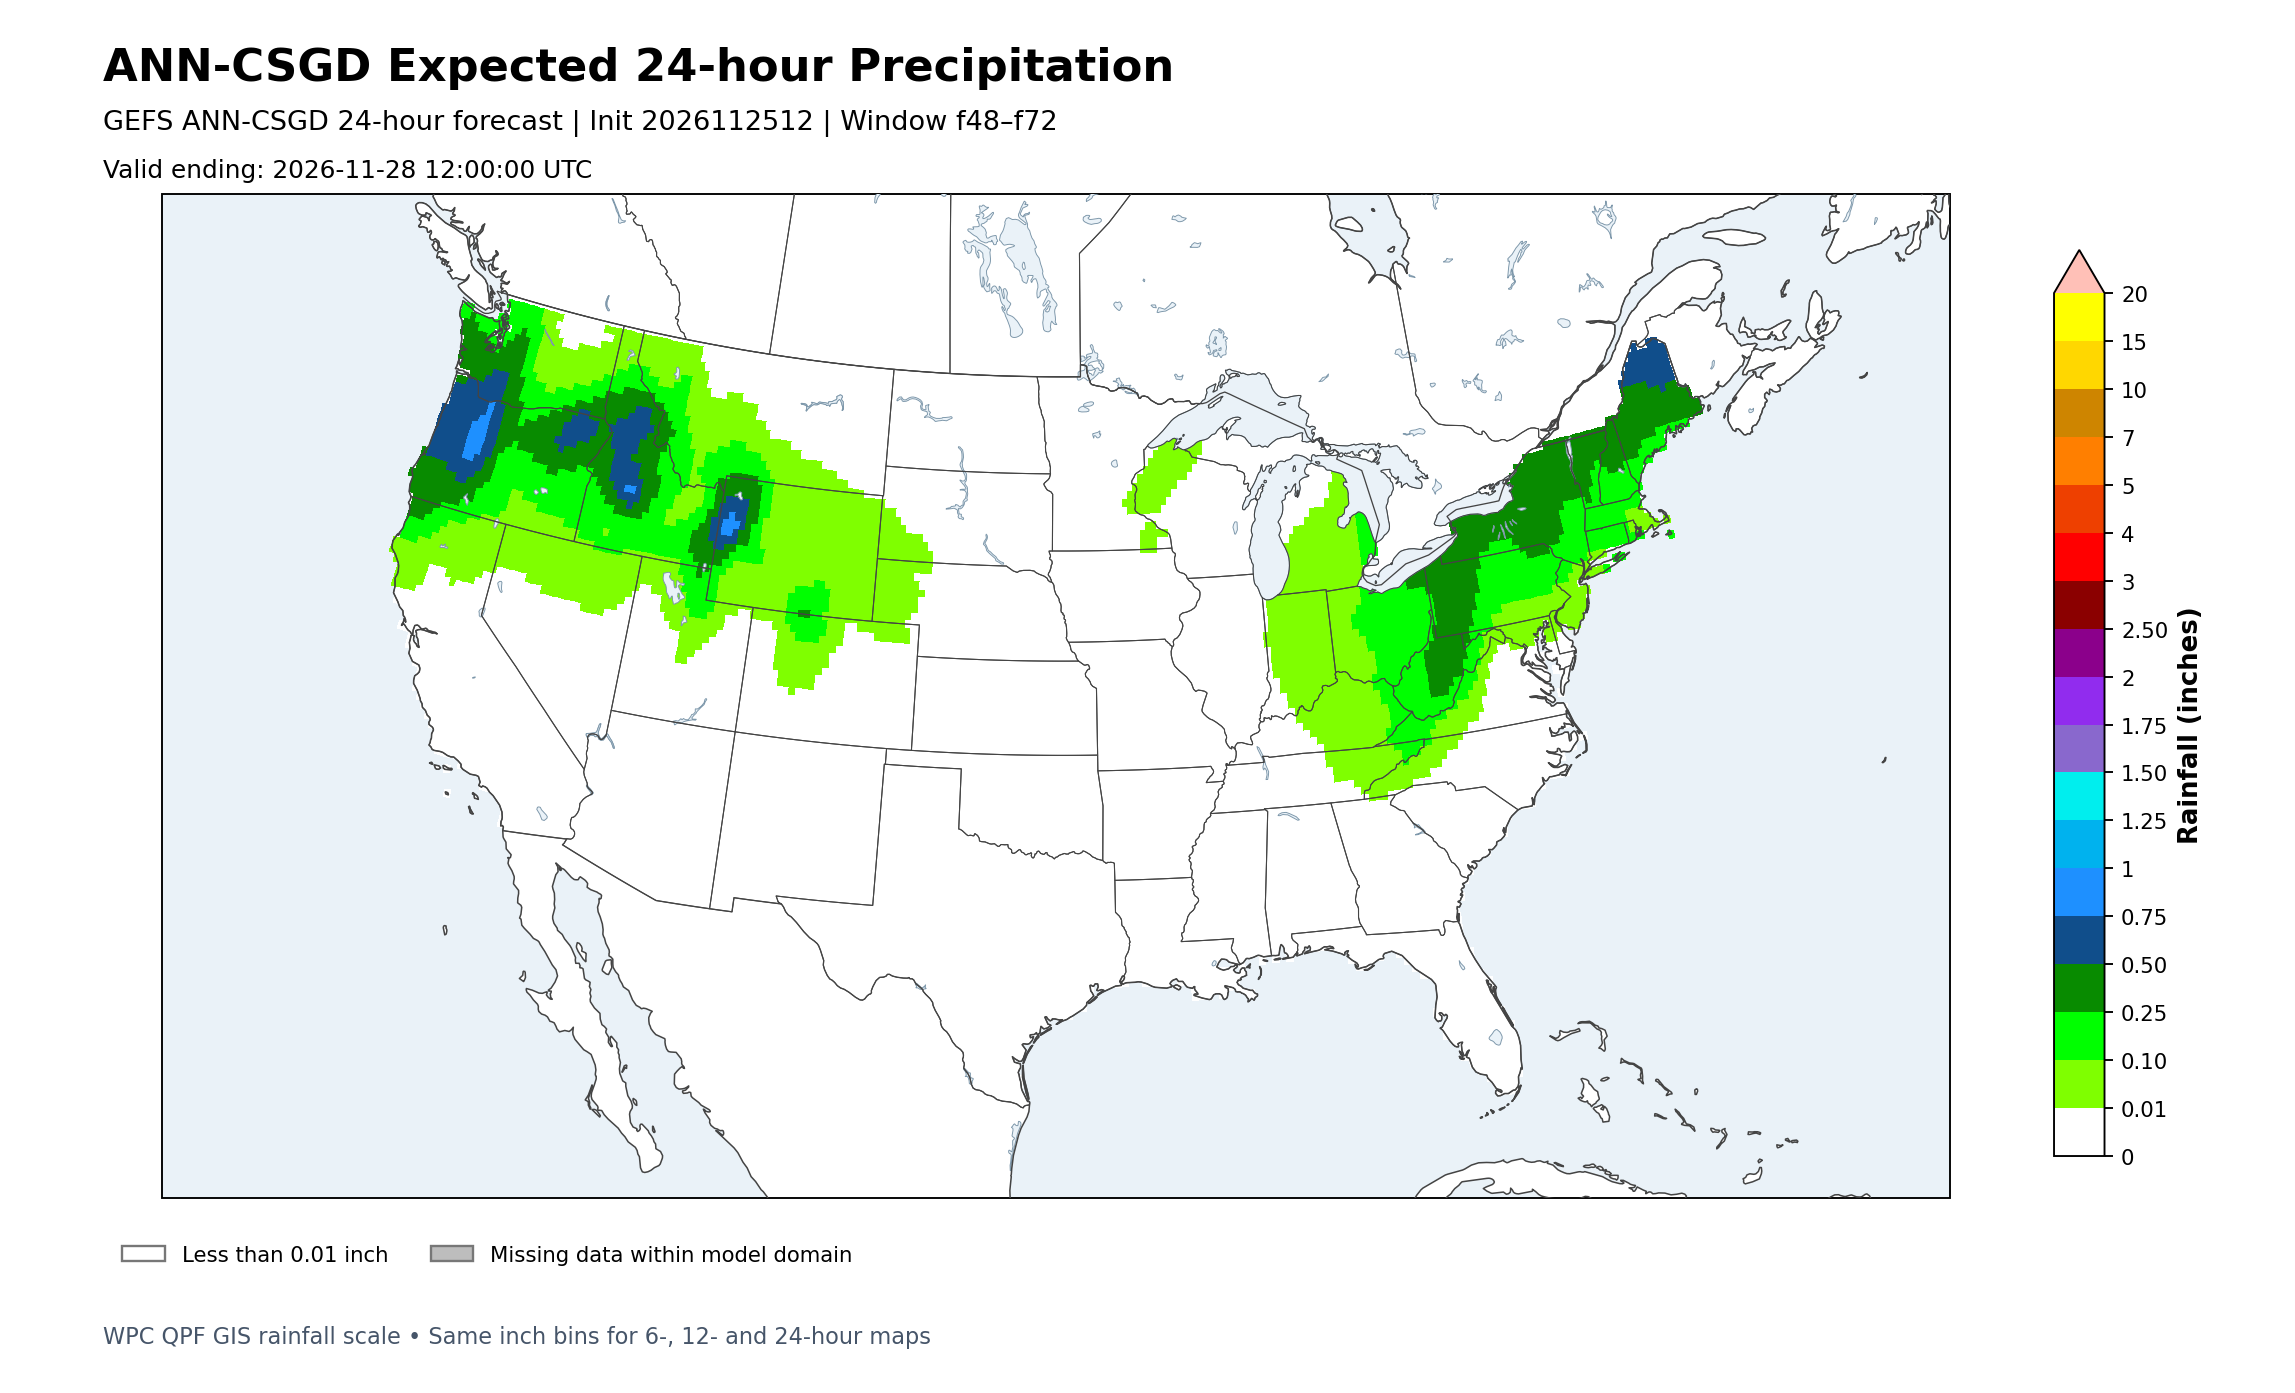 ANN-CSGD Expected 24-hour Precipitation
GEFS ANN-CSGD 24-hour forecast | Init 2026112512 | Window f48–f72
Valid ending: 2026-11-28 12:00:00 UTC
20
15
10
7
5
4
3
2.50
2
1.75
1.50
1.25
1
0.75
0.50
0.25
0.10
0.01
0
Rainfall (inches)
Less than 0.01 inch
Missing data within model domain
WPC QPF GIS rainfall scale • Same inch bins for 6-, 12- and 24-hour maps